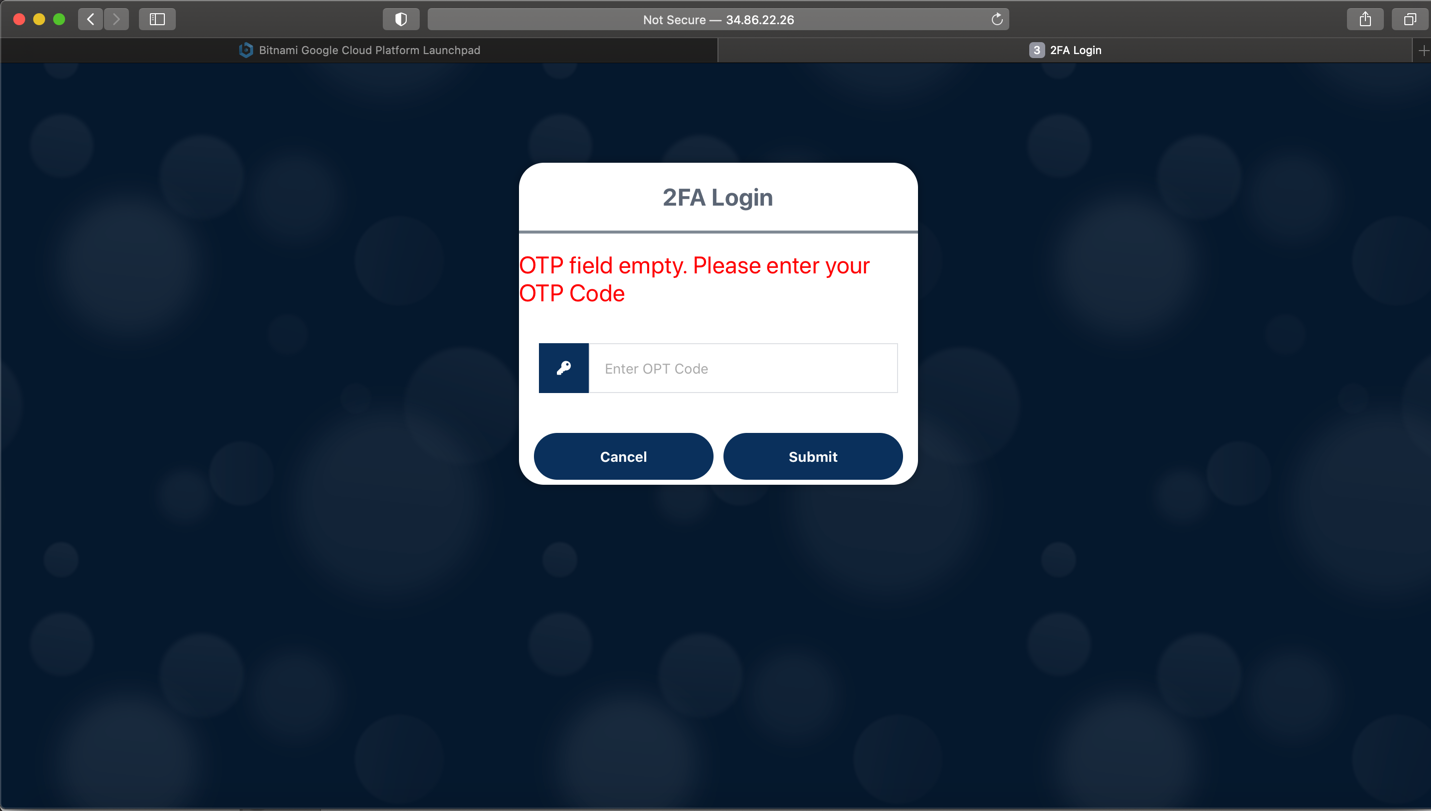 Not Secure — 34.86.22.26
Bitnami Google Cloud Platform Launchpad
3 2FA Login
2FA Login
OTP field empty. Please enter your
OTP Code
Enter OPT Code
Cancel Submit